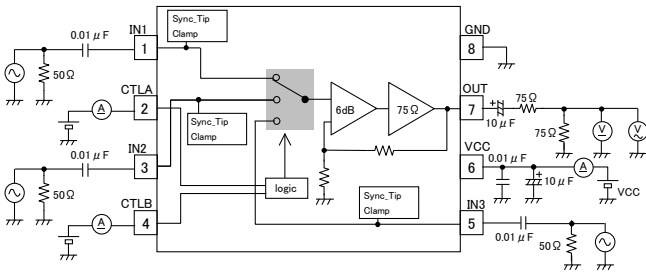 IN1
0.01 μF
1
50Ω
Sync_Tip
Clamp
GND
8
CTLA
A
2
Sync_Tip
Clamp
6dB
75Ω
OUT
7
+
10 μF
75Ω
75Ω
V
V
IN2
0.01 μF
3
50Ω
VCC
6
0.01 μF
+
10 μF
A
VCC
logic
Sync_Tip
Clamp
CTLB
A
4
IN3
5
0.01 μF
50Ω